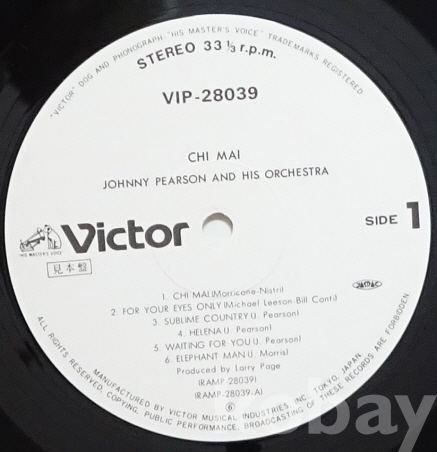 "VICTOR" DOG AND PHONOGRAPH "HIS MASTER'S VOICE" TRADEMARKS REGISTERED
STEREO 33 ⅓ r.p.m.
VIP-28039
CHI MAI
JOHNNY PEARSON AND HIS ORCHESTRA
"HIS MASTER'S VOICE"
Victor
SIDE 1
見本盤
JASRAC
1. CHI MAI(Morricone-Nistri)
2. FOR YOUR EYES ONLY(Michael Leeson-Bill Conti)
3. SUBLIME COUNTRY(J. Pearson)
4. HELENA(J. Pearson)
5. WAITING FOR YOU(J. Pearson)
6. ELEPHANT MAN(J. Morris)
Produced by Larry Page
(RAMP-28039)
(RAMP-28039-A)
6
ALL RIGHTS RESERVED. COPYING, PUBLIC PERFORMANCE, BROADCASTING OF THESE RECORDS ARE FORBIDDEN
MANUFACTURED BY VICTOR MUSICAL INDUSTRIES, INC. TOKYO, JAPAN.
ebay